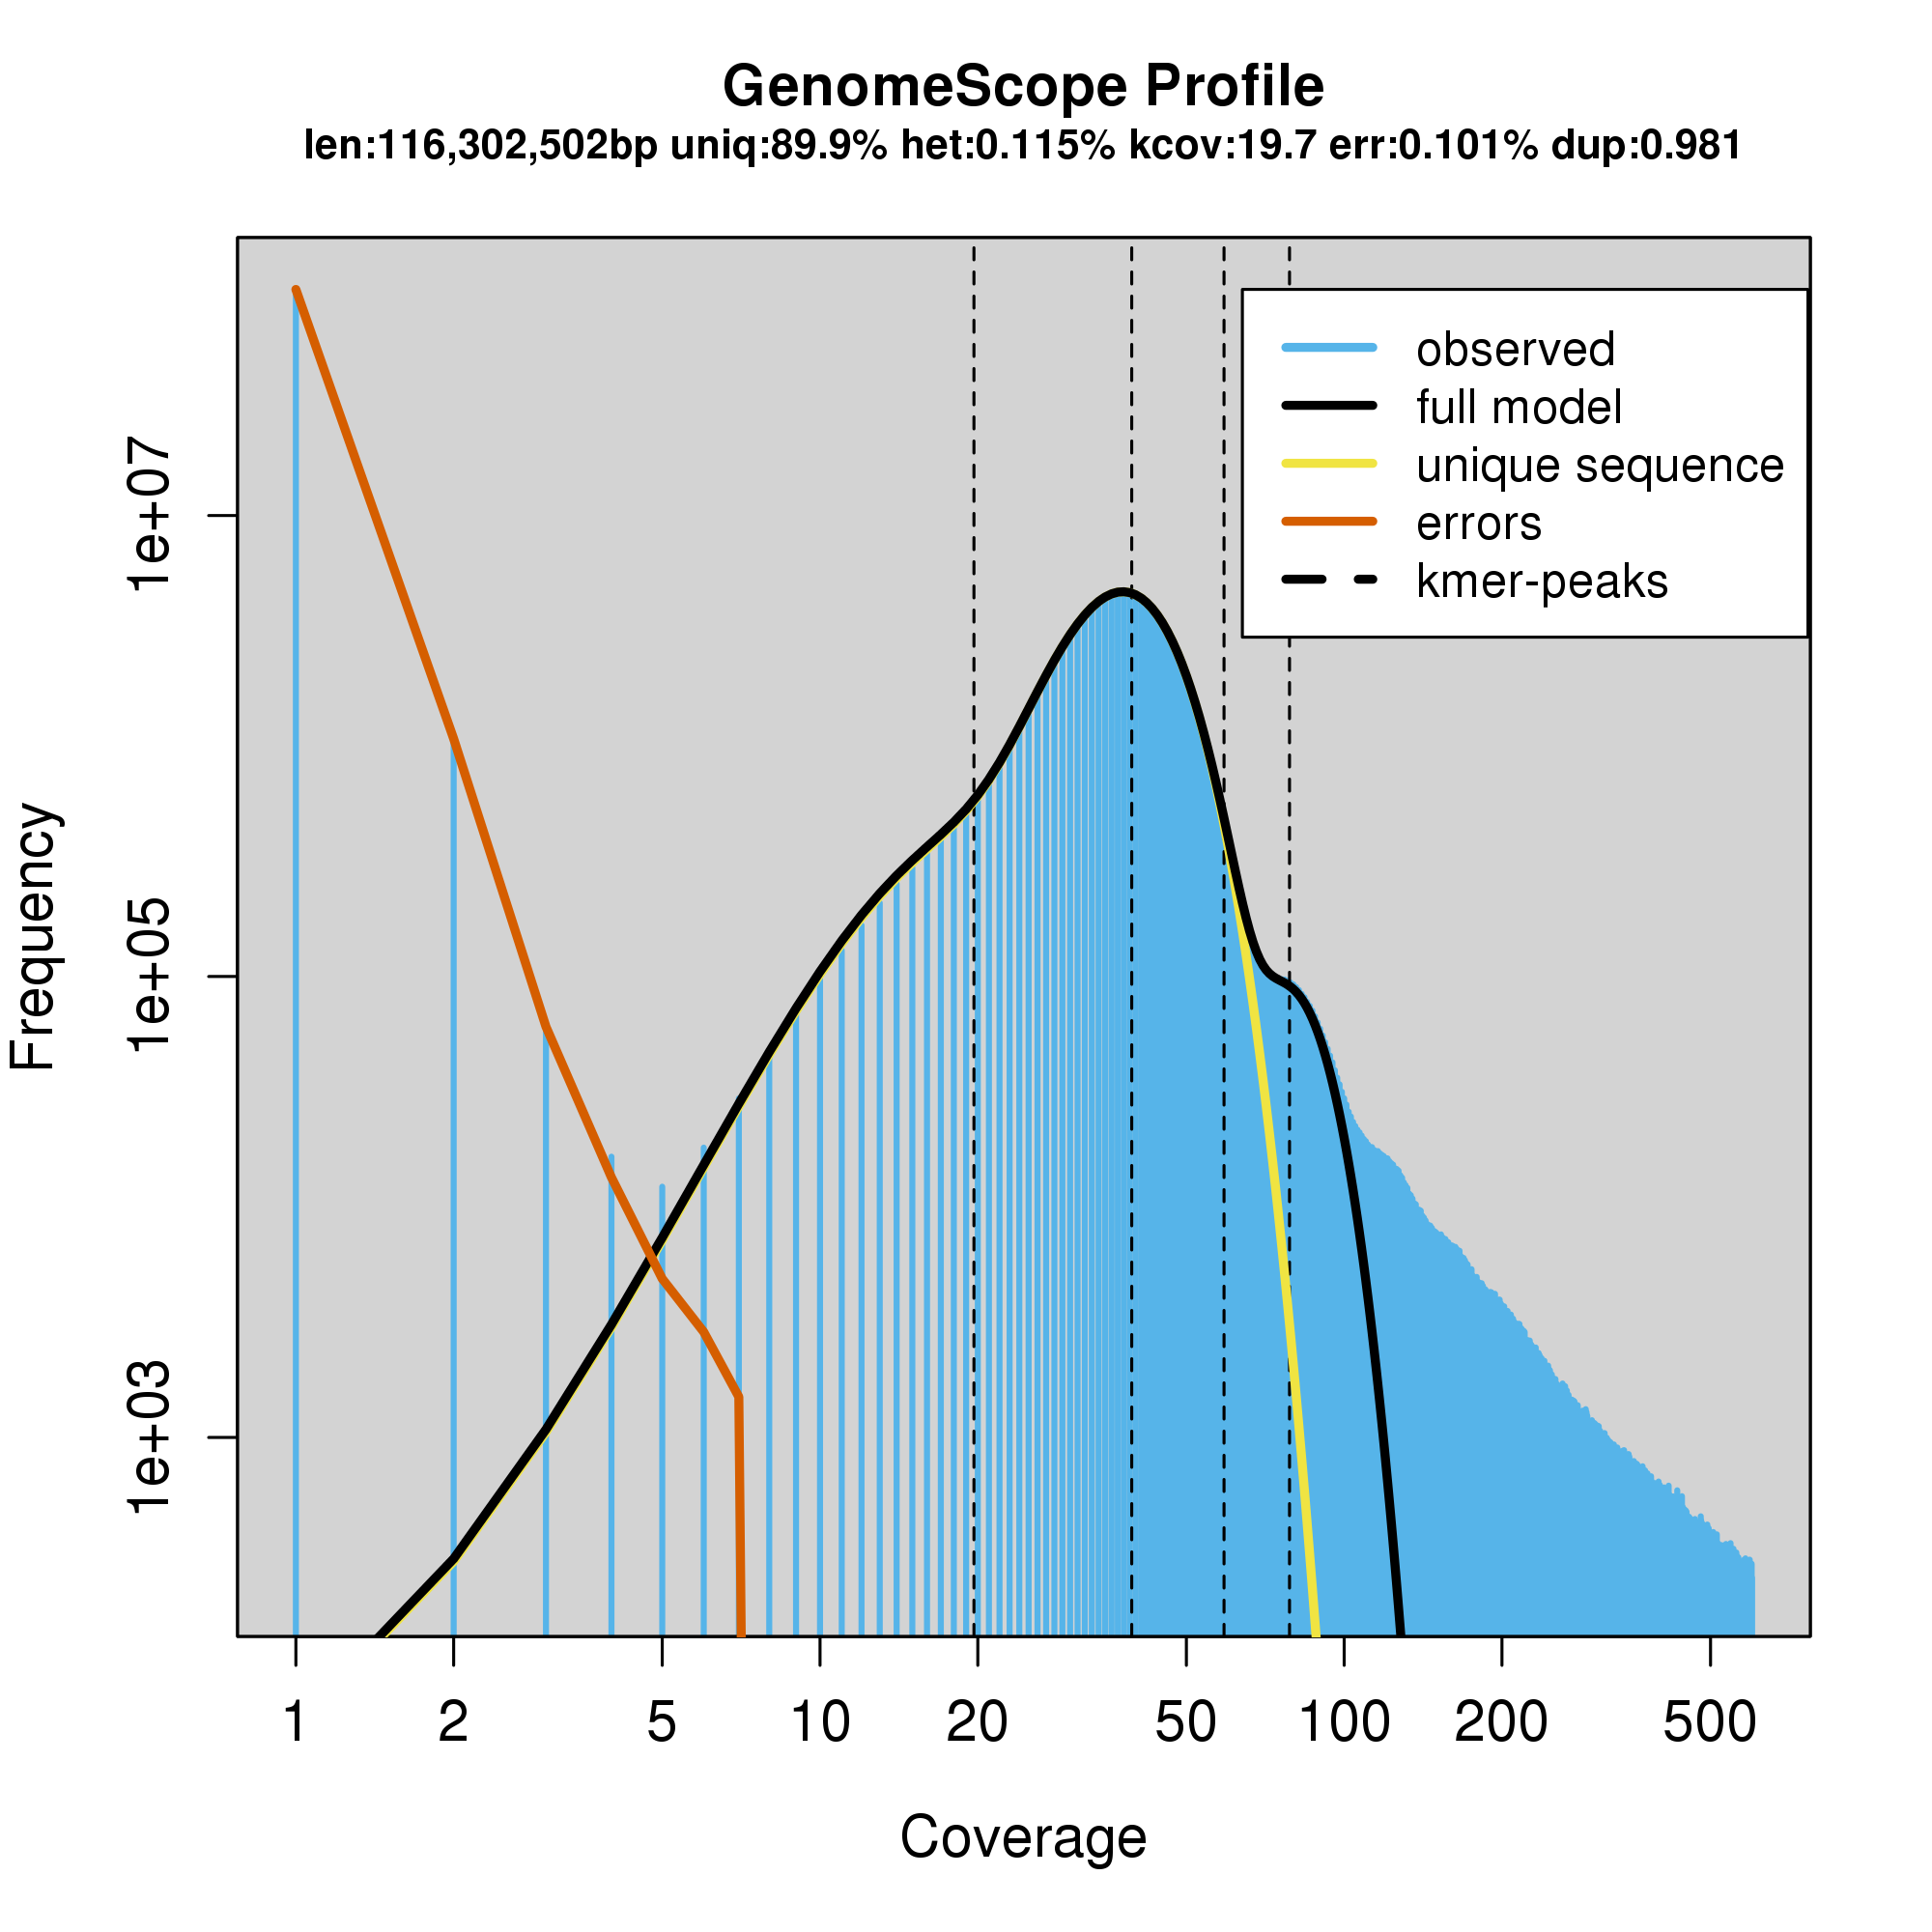 GenomeScope Profile
len:116,302,502bp uniq:89.9% het:0.115% kcov:19.7 err:0.101% dup:0.981
observed
full model
unique sequence
errors
kmer-peaks
Frequency
1e+07
1e+05
1e+03
1 2 5 10 20 50 100 200 500
Coverage